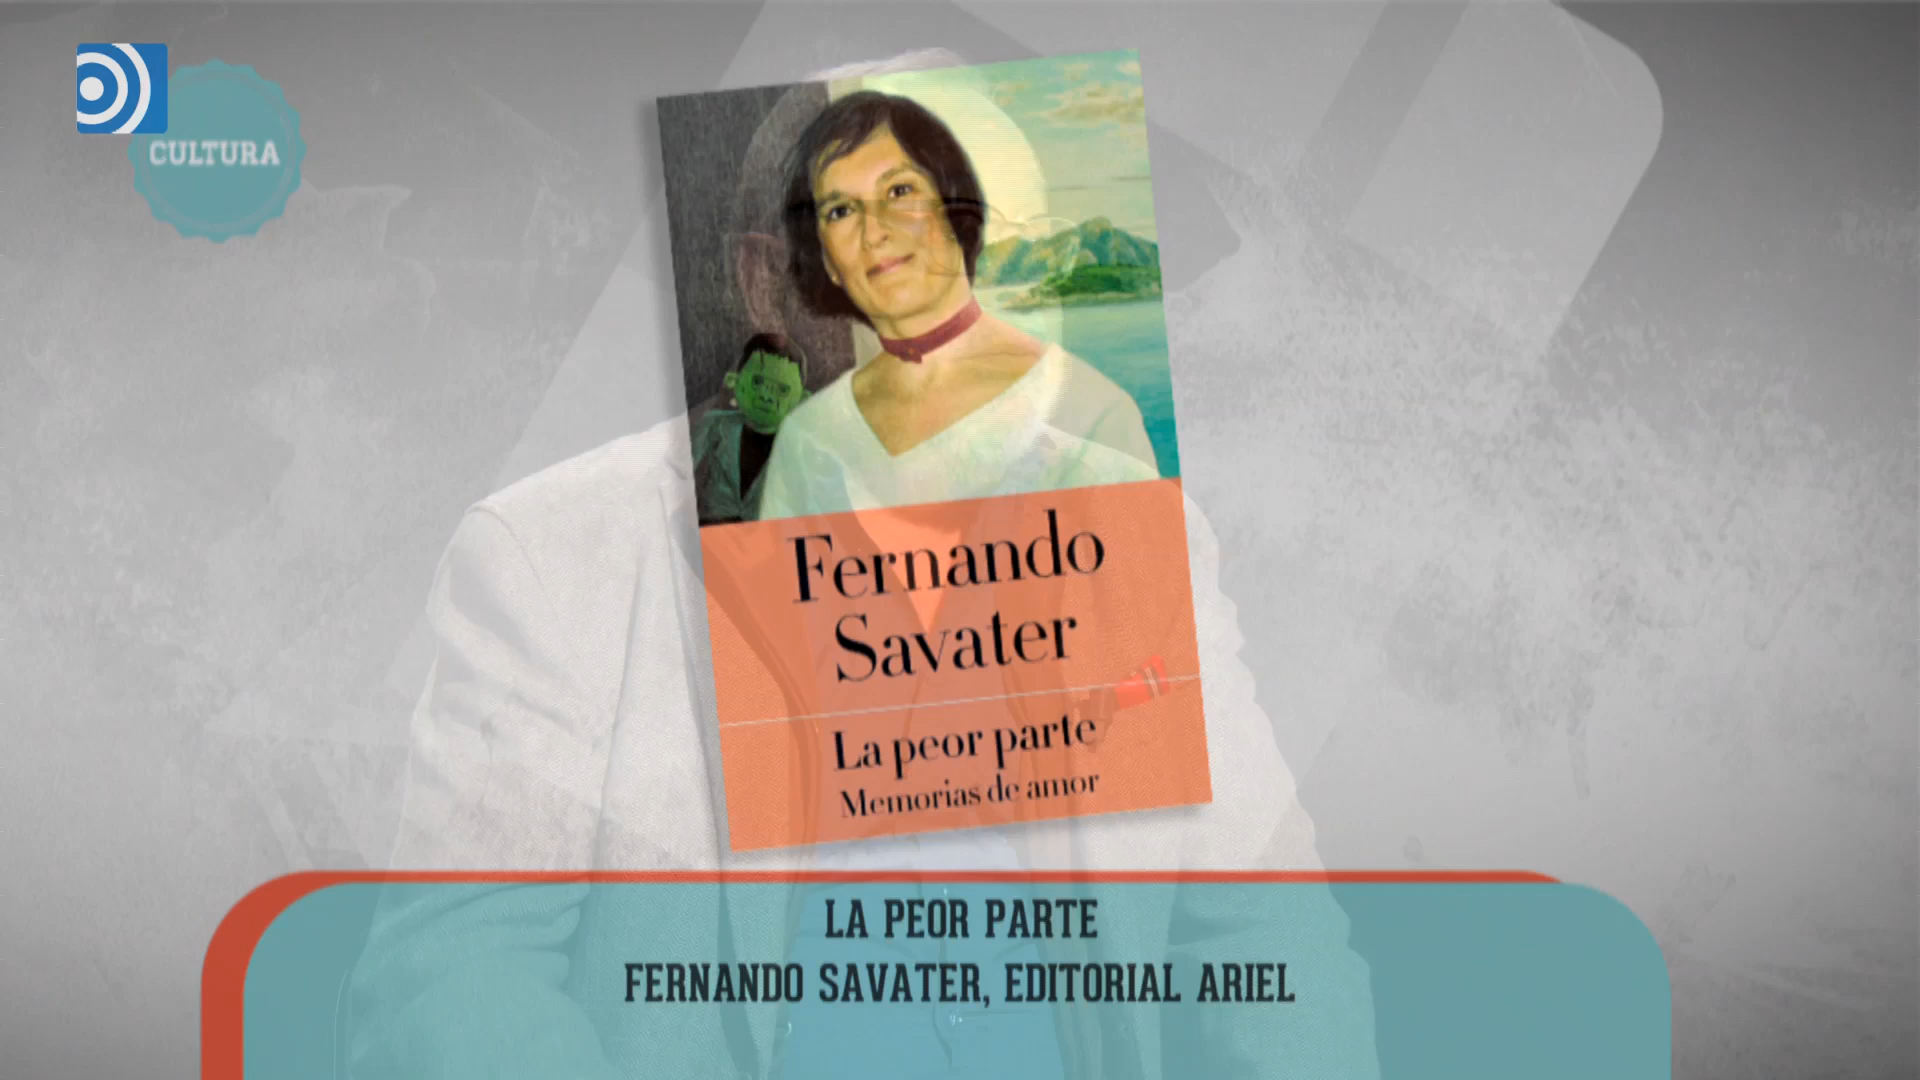 CULTURA
Fernando
Savater
La peor parte
Memorias de amor
LA PEOR PARTE
FERNANDO SAVATER, EDITORIAL ARIEL